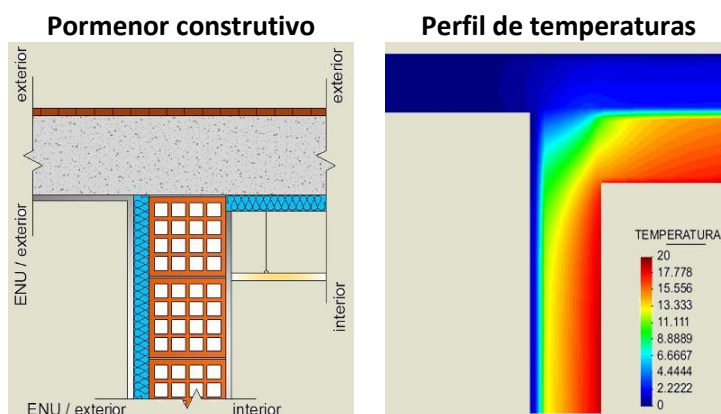 Pormenor construtivo
Perfil de temperaturas
exterior
exterior
ENU / exterior
interior
ENU / exterior
interior
TEMPERATURA
20
17.778
15.556
13.333
11.111
8.8889
6.6667
4.4444
2.2222
0